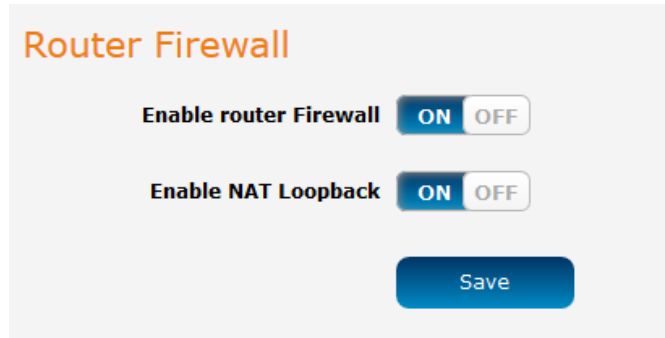 Router Firewall
Enable router Firewall ON OFF
Enable NAT Loopback ON OFF
Save